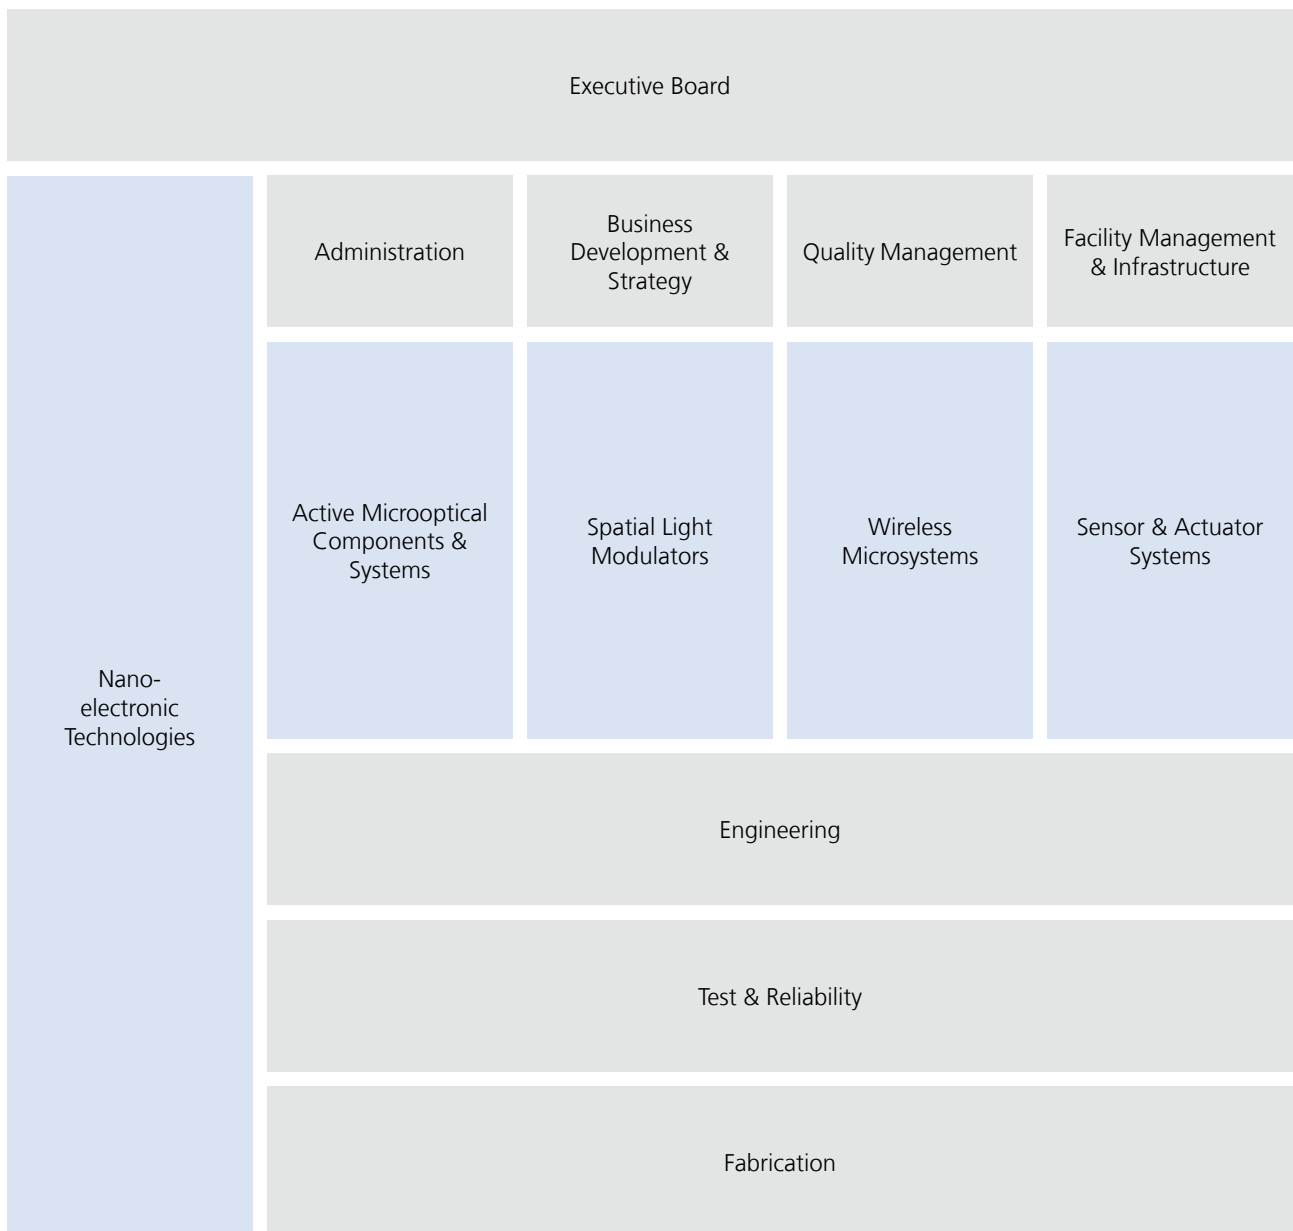 Executive Board
Administration
Business
Development &
Strategy
Quality Management
Facility Management
& Infrastructure
Active Microoptical
Components &
Systems
Spatial Light
Modulators
Wireless
Microsystems
Sensor & Actuator
Systems
Nano-
electronic
Technologies
Engineering
Test & Reliability
Fabrication